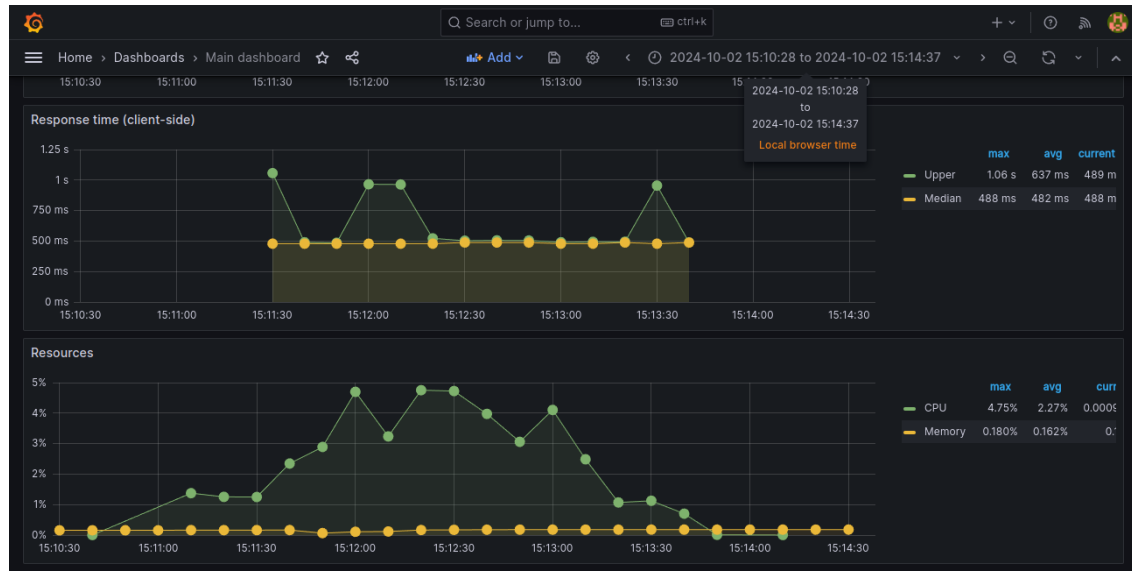 Search or jump to...
ctrl+k
Home › Dashboards › Main dashboard
Add
2024-10-02 15:10:28 to 2024-10-02 15:14:37
15:10:30 15:11:00 15:11:30 15:12:00 15:12:30 15:13:00 15:13:30
2024-10-02 15:10:28
to
2024-10-02 15:14:37
Local browser time
Response time (client-side)
1.25 s
1 s
750 ms
500 ms
250 ms
0 ms
15:10:30 15:11:00 15:11:30 15:12:00 15:12:30 15:13:00 15:13:30 15:14:00 15:14:30
max avg current
Upper 1.06 s 637 ms 489 m
Median 488 ms 482 ms 488 m
Resources
5%
4%
3%
2%
1%
0%
15:10:30 15:11:00 15:11:30 15:12:00 15:12:30 15:13:00 15:13:30 15:14:00 15:14:30
max avg curr
CPU 4.75% 2.27% 0.0009
Memory 0.180% 0.162% 0.